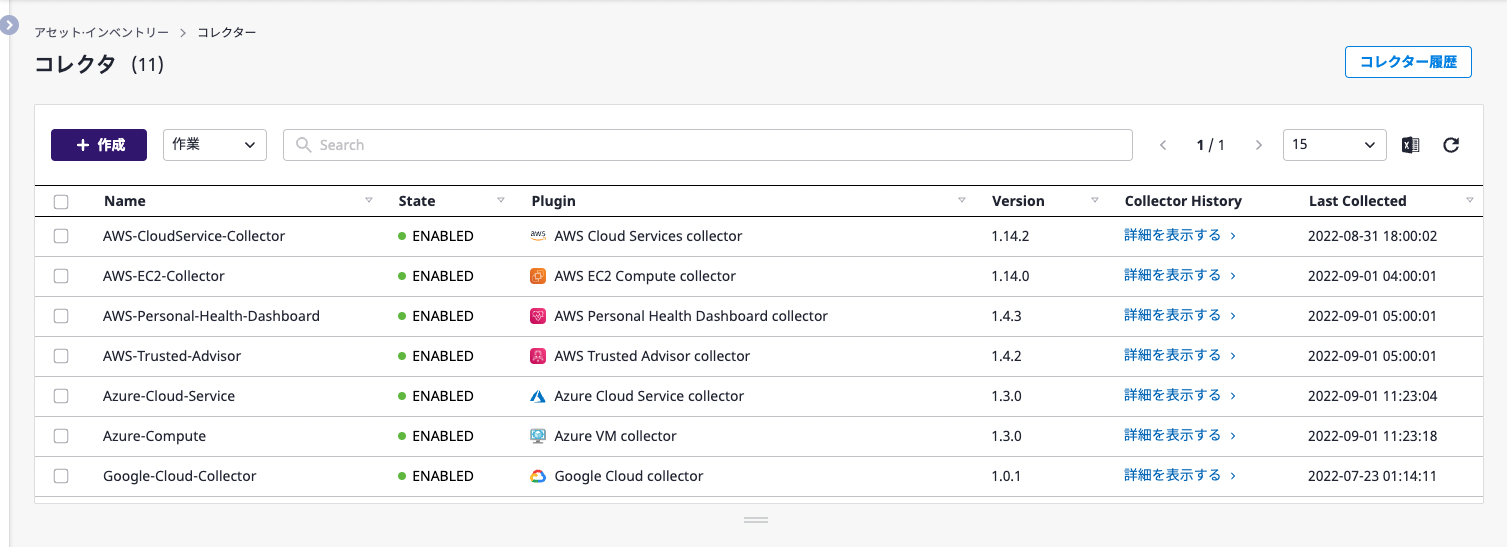 アセット·インベントリー > コレクター
コレクタ (11)
コレクター履歴
+ 作成 作業 Search 1 / 1 15
Name State Plugin Version Collector History Last Collected
AWS-CloudService-Collector ENABLED aws AWS Cloud Services collector 1.14.2 詳細を表示する > 2022-08-31 18:00:02
AWS-EC2-Collector ENABLED AWS EC2 Compute collector 1.14.0 詳細を表示する > 2022-09-01 04:00:01
AWS-Personal-Health-Dashboard ENABLED AWS Personal Health Dashboard collector 1.4.3 詳細を表示する > 2022-09-01 05:00:01
AWS-Trusted-Advisor ENABLED AWS Trusted Advisor collector 1.4.2 詳細を表示する > 2022-09-01 05:00:01
Azure-Cloud-Service ENABLED Azure Cloud Service collector 1.3.0 詳細を表示する > 2022-09-01 11:23:04
Azure-Compute ENABLED Azure VM collector 1.3.0 詳細を表示する > 2022-09-01 11:23:18
Google-Cloud-Collector ENABLED Google Cloud collector 1.0.1 詳細を表示する > 2022-07-23 01:14:11